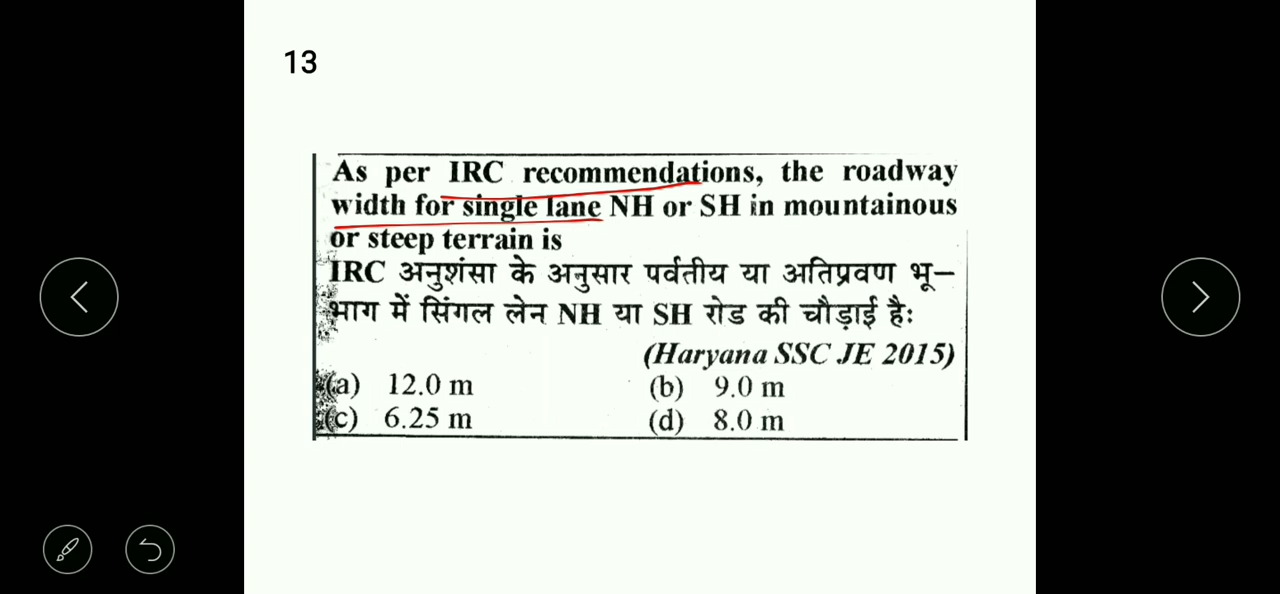 13
As per IRC recommendations, the roadway
width for single lane NH or SH in mountainous
or steep terrain is
IRC अनुशंसा के अनुसार पर्वतीय या अतिप्रवण भू–
भाग में सिंगल लेन NH या SH रोड की चौड़ाई है:
(Haryana SSC JE 2015)
(a) 12.0 m (b) 9.0 m
(c) 6.25 m (d) 8.0 m